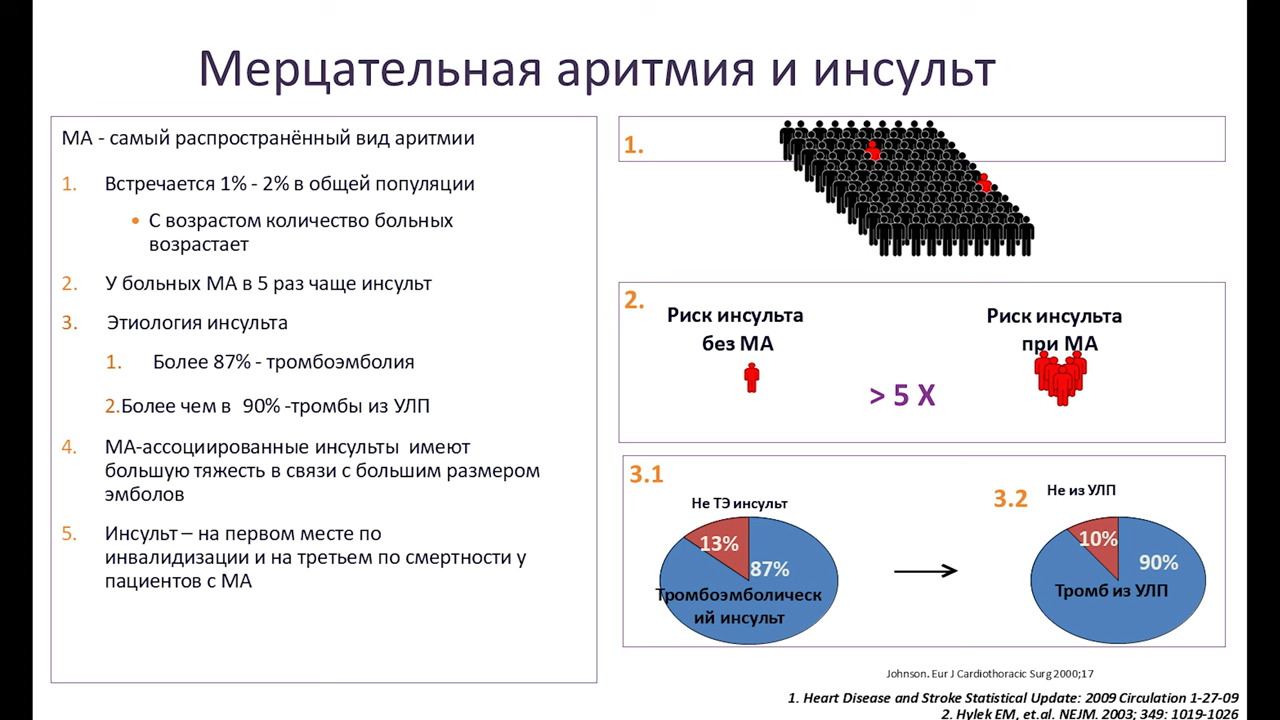 Мерцательная аритмия и инсульт
МА - самый распространённый вид аритмии
1. Встречается 1% - 2% в общей популяции
• С возрастом количество больных
возрастает
2. У больных МА в 5 раз чаще инсульт
3. Этиология инсульта
1. Более 87% - тромбоэмболия
2.Более чем в 90% -тромбы из УЛП
4. МА-ассоциированные инсульты имеют
большую тяжесть в связи с большим размером
эмболов
5. Инсульт – на первом месте по
инвалидизации и на третьем по смертности у
пациентов с МА
1.
2.
Риск инсульта
без МА
> 5 X
Риск инсульта
при МА
3.1
Не ТЭ инсульт
13%
87%
Тромбоэмболическ
ий инсульт
3.2
Не из УЛП
10%
90%
Тромб из УЛП
Johnson. Eur J Cardiothoracic Surg 2000;17
1. Heart Disease and Stroke Statistical Update: 2009 Circulation 1-27-09
2. Hylek EM, et.al. NEJM. 2003; 349: 1019-1026